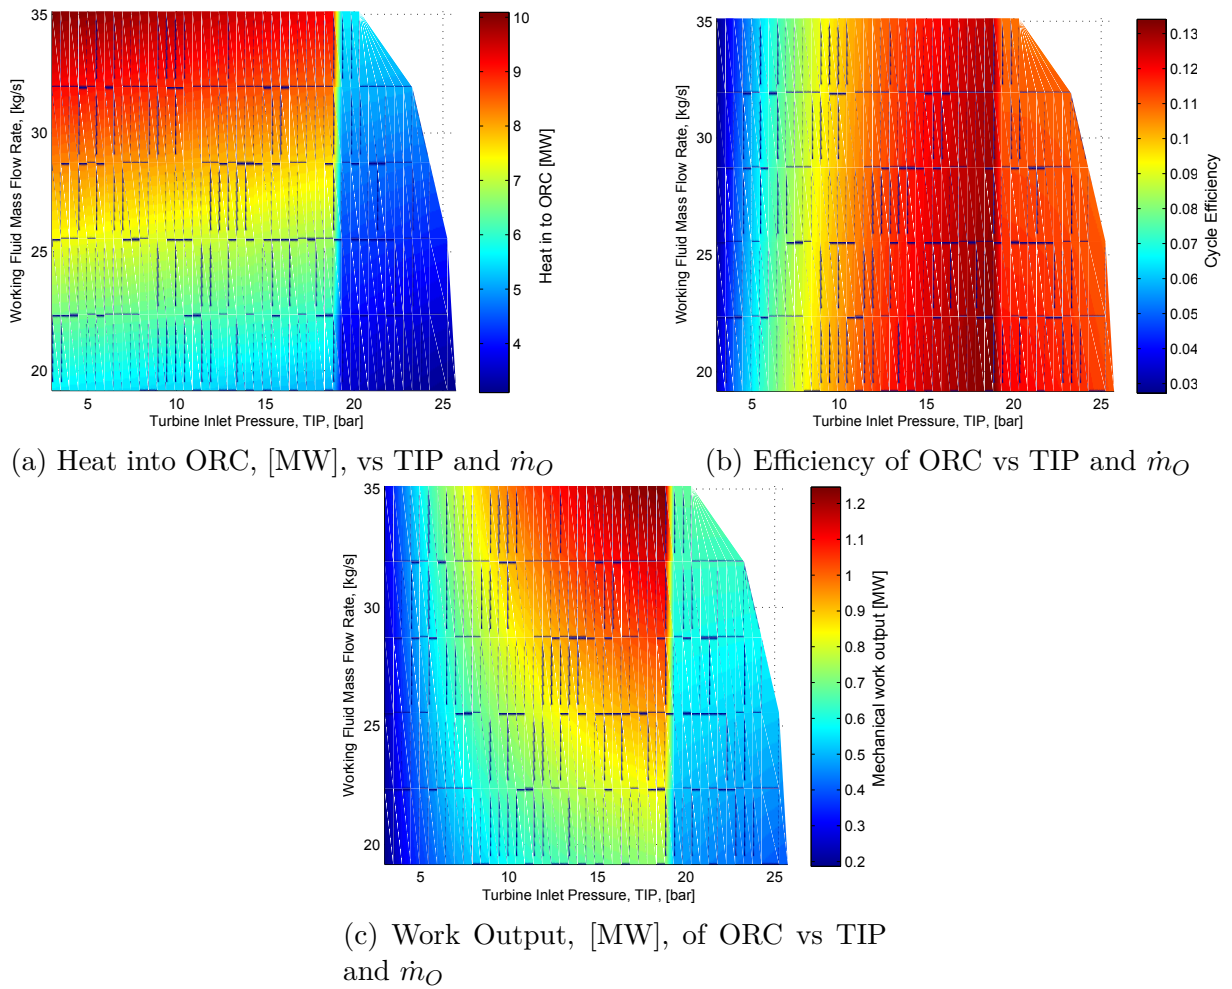 35
30
25
20
Working Fluid Mass Flow Rate, [kg/s]
5 10 15 20 25
Turbine Inlet Pressure, TIP, [bar]
10
9
8
7
6
5
4
Heat in to ORC [MW]
(a) Heat into ORC, [MW], vs TIP and ṁ_O
35
30
25
20
Working Fluid Mass Flow Rate, [kg/s]
5 10 15 20 25
Turbine Inlet Pressure, TIP, [bar]
0.13
0.12
0.11
0.1
0.09
0.08
0.07
0.06
0.05
0.04
0.03
Cycle Efficiency
(b) Efficiency of ORC vs TIP and ṁ_O
35
30
25
20
Working Fluid Mass Flow Rate, [kg/s]
5 10 15 20 25
Turbine Inlet Pressure, TIP, [bar]
1.2
1.1
1
0.9
0.8
0.7
0.6
0.5
0.4
0.3
0.2
Mechanical work output [MW]
(c) Work Output, [MW], of ORC vs TIP
and ṁ_O